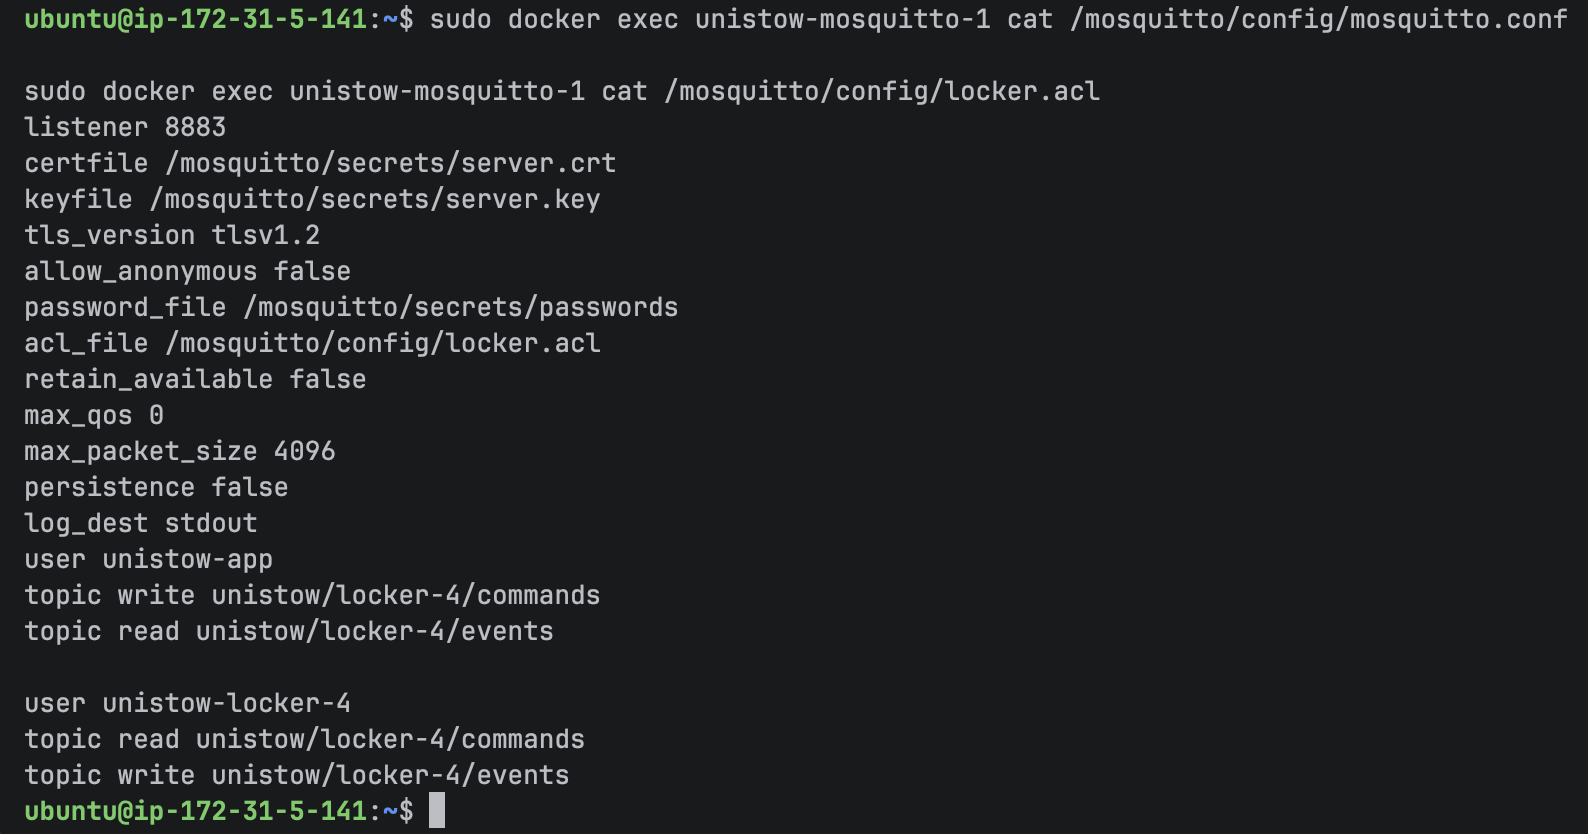 ubuntu@ip-172-31-5-141:~$ sudo docker exec unistow-mosquitto-1 cat /mosquitto/config/mosquitto.conf
sudo docker exec unistow-mosquitto-1 cat /mosquitto/config/locker.acl
listener 8883
certfile /mosquitto/secrets/server.crt
keyfile /mosquitto/secrets/server.key
tls_version tlsv1.2
allow_anonymous false
password_file /mosquitto/secrets/passwords
acl_file /mosquitto/config/locker.acl
retain_available false
max_qos 0
max_packet_size 4096
persistence false
log_dest stdout
user unistow-app
topic write unistow/locker-4/commands
topic read unistow/locker-4/events
user unistow-locker-4
topic read unistow/locker-4/commands
topic write unistow/locker-4/events
ubuntu@ip-172-31-5-141:~$